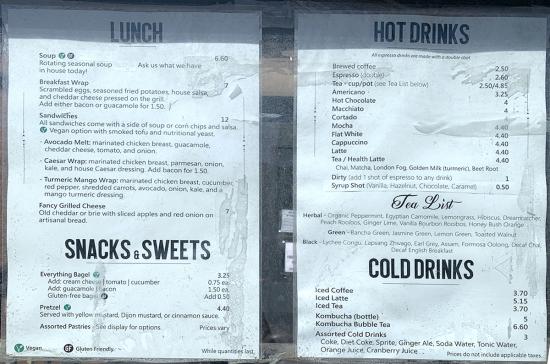 LUNCH
Soup 6.60
Rotating seasonal soup Ask us what we have
in house today!
Breakfast Wrap 7
Scrambled eggs, seasoned fried potatoes, house salsa,
and cheddar cheese pressed on the grill.
Add either bacon or guacamole for 1.50.
Sandwiches 12
All sandwiches come with a side of soup or corn chips and salsa.
Vegan option with smoked tofu and nutritional yeast.
- Avocado Melt: marinated chicken breast, guacamole,
cheddar cheese, tomato, and onion.
- Caesar Wrap: marinated chicken breast, parmesan, onion,
kale, and house Caesar dressing. Add bacon for 1.50.
- Turmeric Mango Wrap: marinated chicken breast, cucumber,
red pepper, shredded carrots, avocado, onion, kale, and a
mango turmeric dressing.
Fancy Grilled Cheese 7
Old cheddar or brie with sliced apples and red onion on
artisanal bread.
SNACKS & SWEETS
Everything Bagel V 3.25
Add: cream cheese | tomato | cucumber 0.75 ea.
Add: guacamole | bacon 1.50 ea.
Gluten-free bagel GF Add 0.50
Pretzel V 4.40
Served with yellow mustard, Dijon mustard, or cinnamon sauce.
Assorted Pastries - See display for options Prices vary
V Vegan GF Gluten Friendly While quantities last.
HOT DRINKS
All espresso drinks are made with a double shot
Brewed coffee 2.50
Espresso (double) 2.60
Tea - cup/pot (see Tea List below) 2.50/4.85
Americano 3.25
Hot Chocolate 4
Macchiato 4
Cortado
Mocha 4.40
Flat White 4.40
Cappuccino 4.40
Latte 4.40
Tea / Health Latte 4.40
Chai, Matcha, London Fog, Golden Milk (turmeric), Beet Root
Dirty (add 1 shot of espresso to any drink) 1
Syrup Shot (Vanilla, Hazelnut, Chocolate, Caramel) 0.50
Tea List
Herbal - Organic Peppermint, Egyptian Camomile, Lemongrass, Hibiscus, Dreamcatcher,
Peach Rooibos, Ginger Lime, Vanilla Bourbon Rooibos, Honey Bush Orange
Green - Bancha Green, Jasmine Green, Lemon Green, Toasted Walnut
Black - Lychee Congu, Lapsang Zhivago, Earl Grey, Assam, Formosa Oolong, Decaf Chai,
Decaf English Breakfast
COLD DRINKS
Iced Coffee 3.70
Iced Latte 5.15
Iced Tea 3.70
Kombucha (bottle) 5
Kombucha Bubble Tea 6.60
Assorted Cold Drinks 3
Coke, Diet Coke, Sprite, Ginger Ale, Soda Water, Tonic Water,
Orange Juice, Cranberry Juice
Prices do not include applicable taxes.